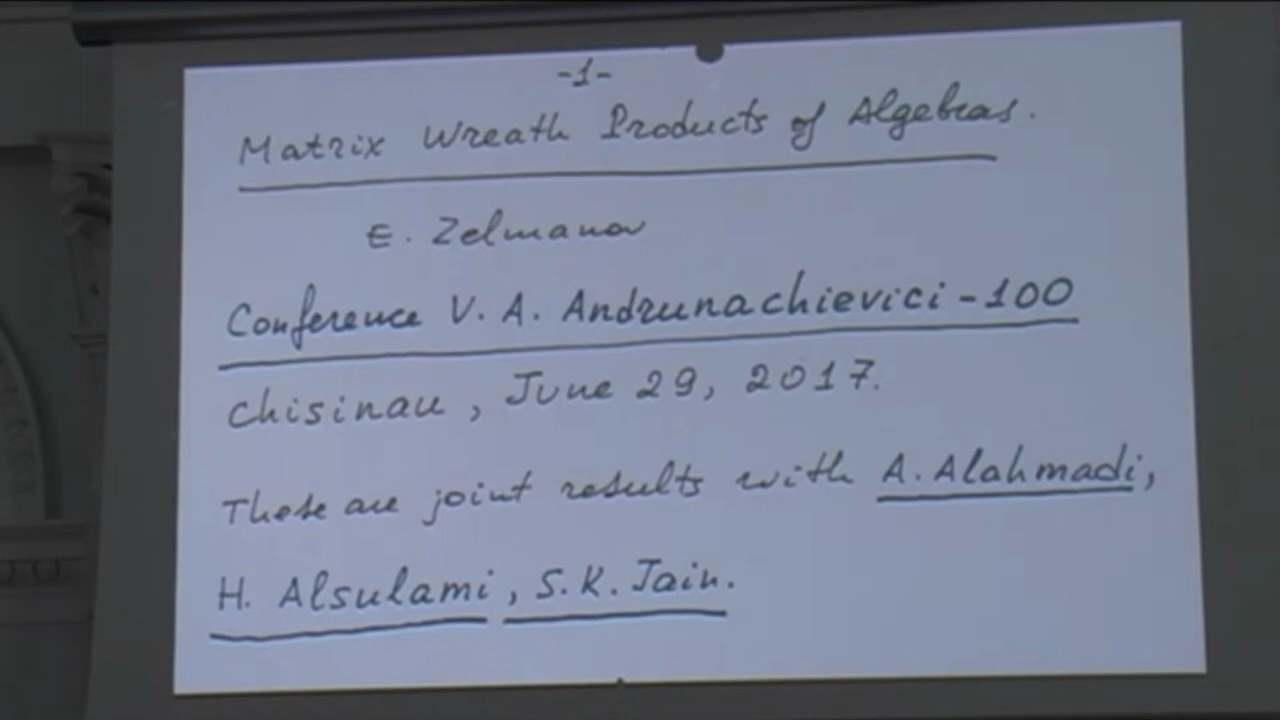 -1-
Matrix Wreath Products of Algebras.
E. Zelmanov
Conference V. A. Andrunachievici - 100
Chisinau, June 29, 2017.
These are joint results with A. Alahmadi,
H. Alsulami, S. K. Jain.